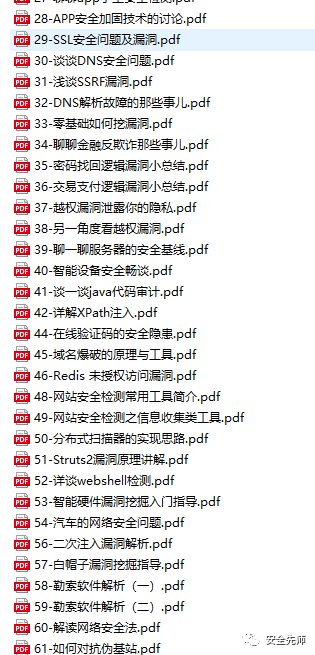 28-APP安全加固技术的讨论.pdf
29-SSL安全问题及漏洞.pdf
30-谈谈DNS安全问题.pdf
31-浅谈SSRF漏洞.pdf
32-DNS解析故障的那些事儿.pdf
33-零基础如何挖漏洞.pdf
34-聊聊金融反欺诈那些事儿.pdf
35-密码找回逻辑漏洞小总结.pdf
36-交易支付逻辑漏洞小总结.pdf
37-越权漏洞泄露你的隐私.pdf
38-另一角度看越权漏洞.pdf
39-聊一聊服务器的安全基线.pdf
40-智能设备安全畅谈.pdf
41-谈一谈java代码审计.pdf
42-详解XPath注入.pdf
44-在线验证码的安全隐患.pdf
45-域名爆破的原理与工具.pdf
46-Redis 未授权访问漏洞.pdf
48-网站安全检测常用工具简介.pdf
49-网站安全检测之信息收集类工具.pdf
50-分布式扫描器的实现思路.pdf
51-Struts2漏洞原理讲解.pdf
52-详谈webshell检测.pdf
53-智能硬件漏洞挖掘入门指导.pdf
54-汽车的网络安全问题.pdf
56-二次注入漏洞解析.pdf
57-白帽子漏洞挖掘指导.pdf
58-勒索软件解析（一）.pdf
59-勒索软件解析（二）.pdf
60-解读网络安全法.pdf
61-如何对抗伪基站.pdf
安全先师